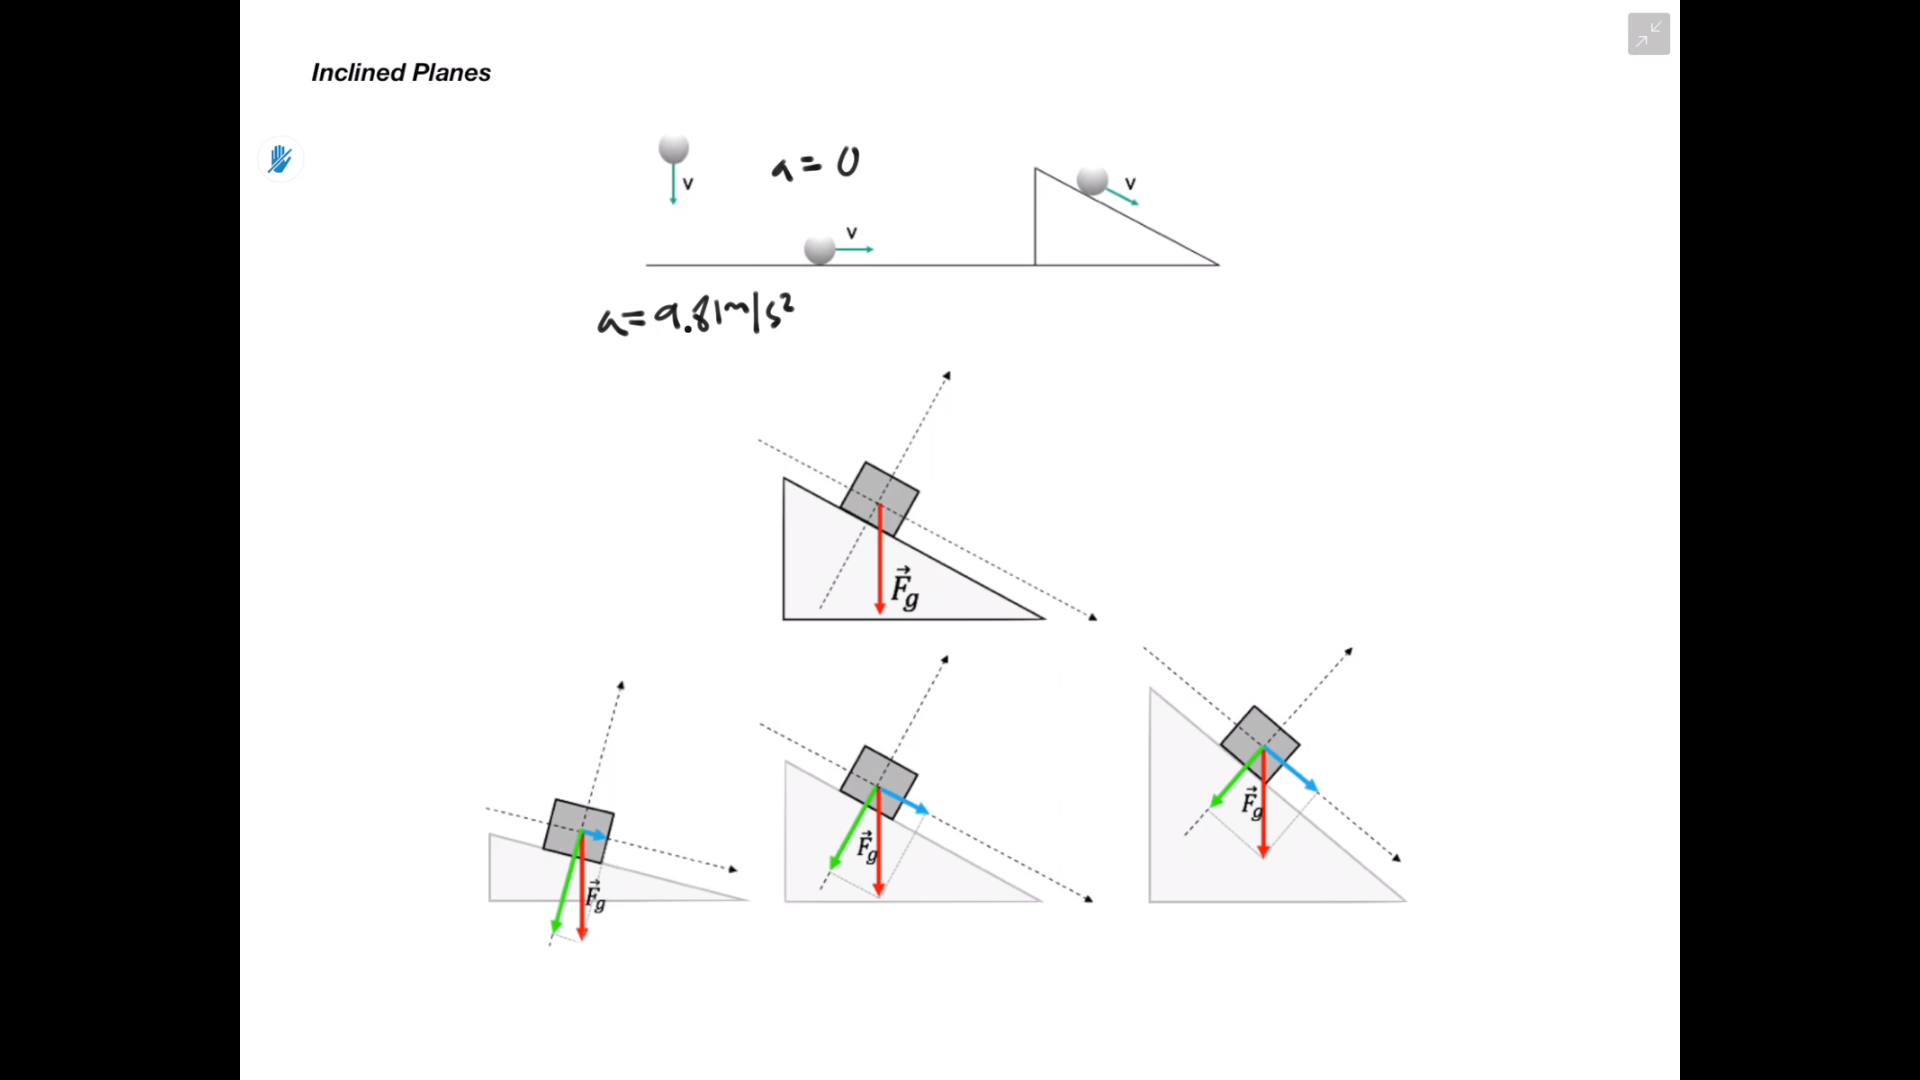 Inclined Planes
a = 0
v
v
v
a = 9.81m/s²
F⃗g
F⃗g
F⃗g
F⃗g